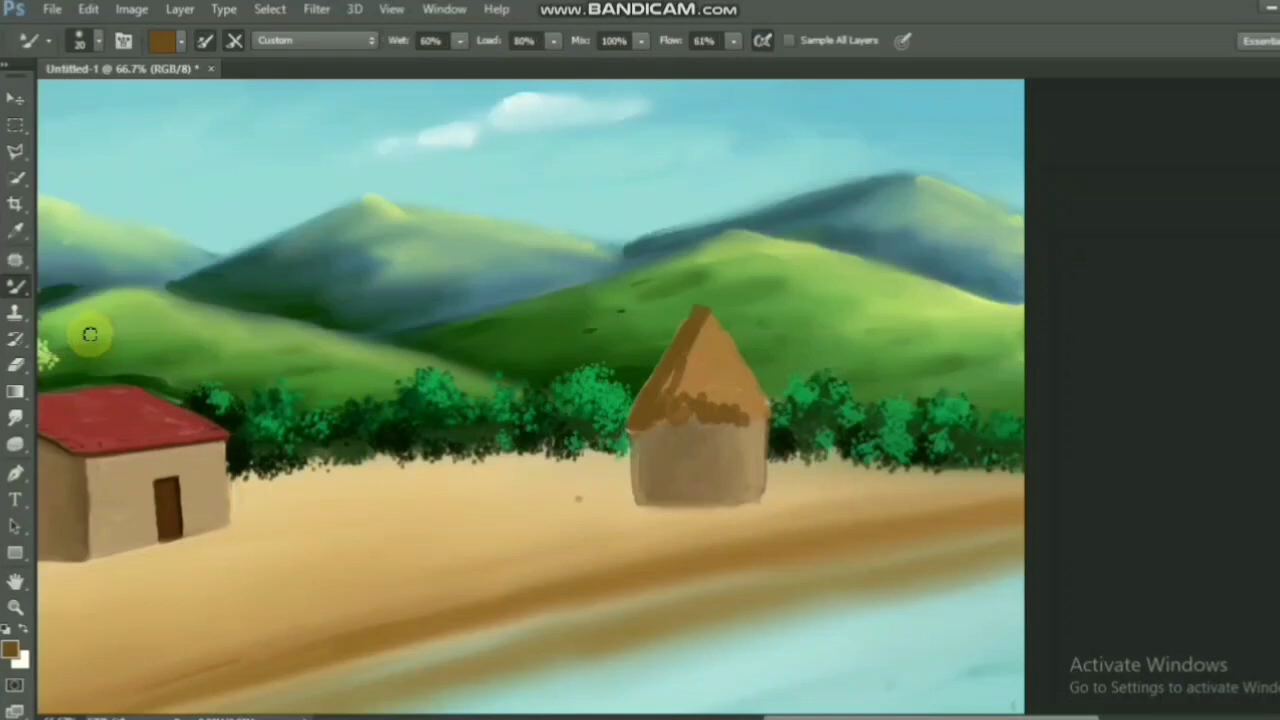 Ps File Edit Image Layer Type Select Filter 3D View Window Help www.BANDICAM.com
20 Custom Wet: 60% Load: 80% Mix: 100% Flow: 61% Sample All Layers Essentia
Untitled-1 @ 66.7% (RGB/8) * ×
T
Activate Windows
Go to Settings to activate Wind